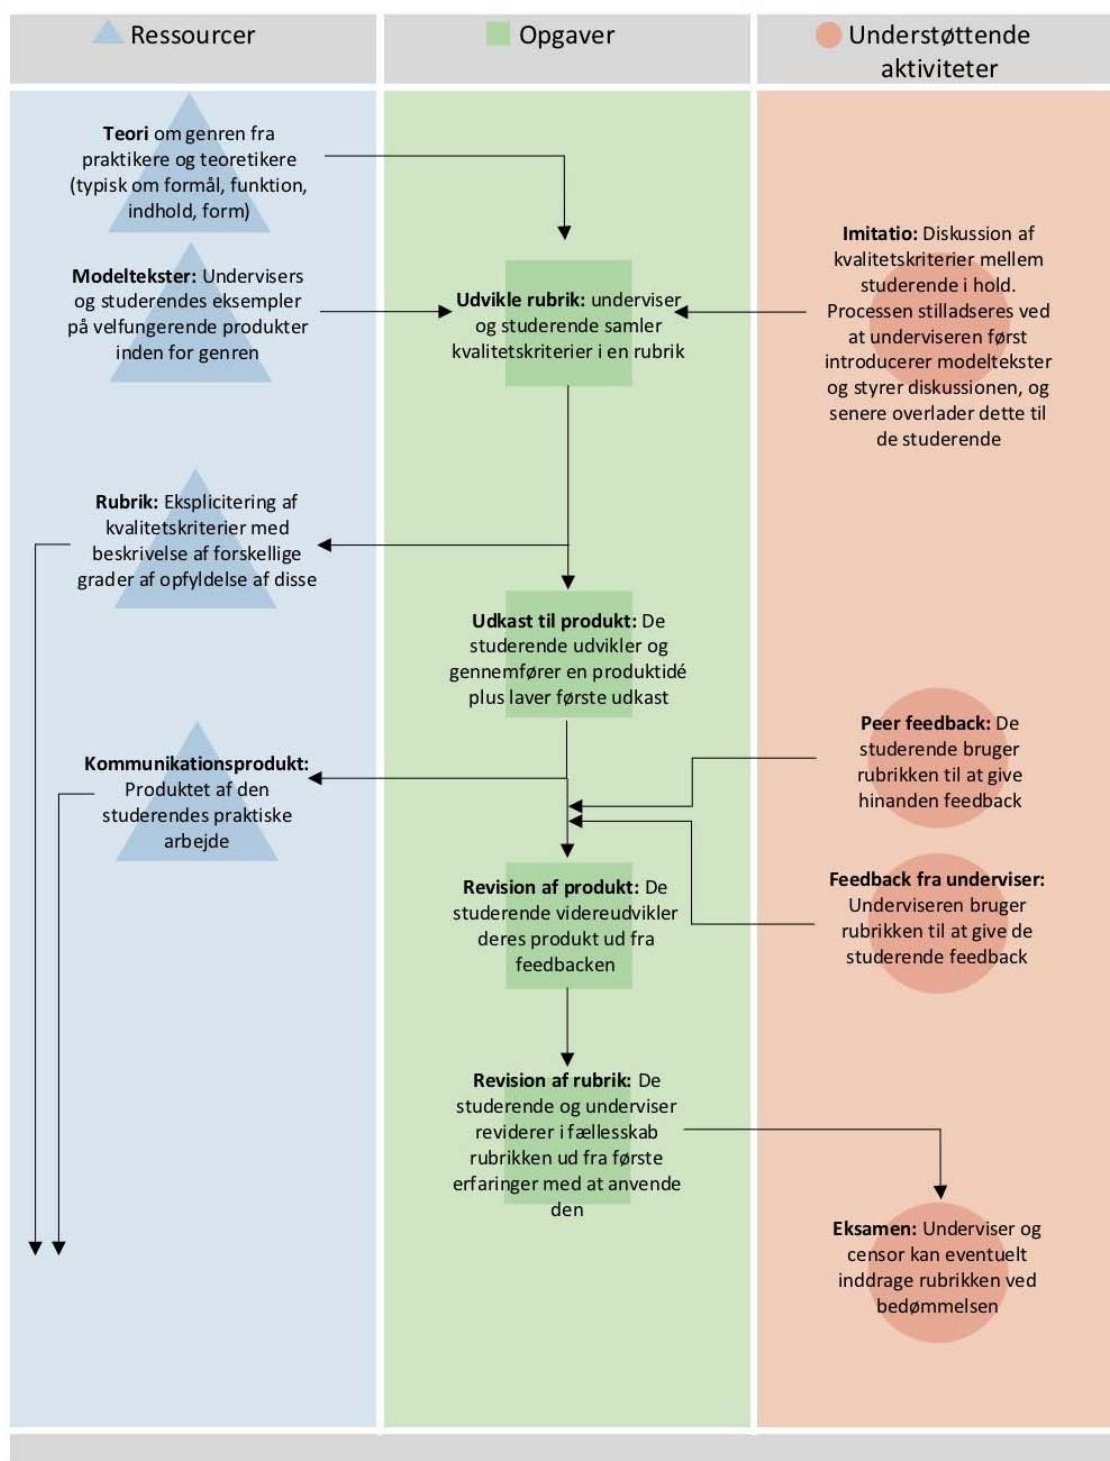 Ressourcer
Opgaver
Understøttende
aktiviteter
Teori om genren fra
praktikere og teoretikere
(typisk om formål, funktion,
indhold, form)
Modeltekster: Undervisers
og studerendes eksempler
på velfungerende produkter
inden for genren
Udvikle rubrik: underviser
og studerende samler
kvalitetskriterier i en rubrik
Imitatio: Diskussion af
kvalitetskriterier mellem
studerende i hold.
Processen stilladseres ved
at underviseren først
introducerer modeltekster
og styrer diskussionen, og
senere overlader dette til
de studerende
Rubrik: Eksplicitering af
kvalitetskriterier med
beskrivelse af forskellige
grader af opfyldelse af disse
Udkast til produkt: De
studerende udvikler og
gennemfører en produktidé
plus laver første udkast
Kommunikationsprodukt:
Produktet af den
studerendes praktiske
arbejde
Peer feedback: De
studerende bruger
rubrikken til at give
hinanden feedback
Revision af produkt: De
studerende videreudvikler
deres produkt ud fra
feedbacken
Feedback fra underviser:
Underviseren bruger
rubrikken til at give de
studerende feedback
Revision af rubrik: De
studerende og underviser
reviderer i fællesskab
rubrikken ud fra første
erfaringer med at anvende
den
Eksamen: Underviser og
censor kan eventuelt
inddrage rubrikken ved
bedømmelsen